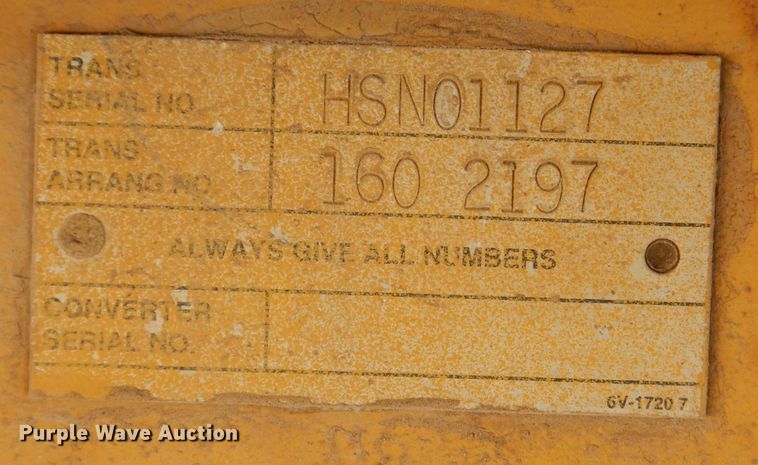 TRANS
SERIAL NO.
HSN01127
TRANS
ARRANG NO.
160 2197
ALWAYS GIVE ALL NUMBERS
CONVERTER
SERIAL NO.
6V-1720 7
Purple Wave Auction